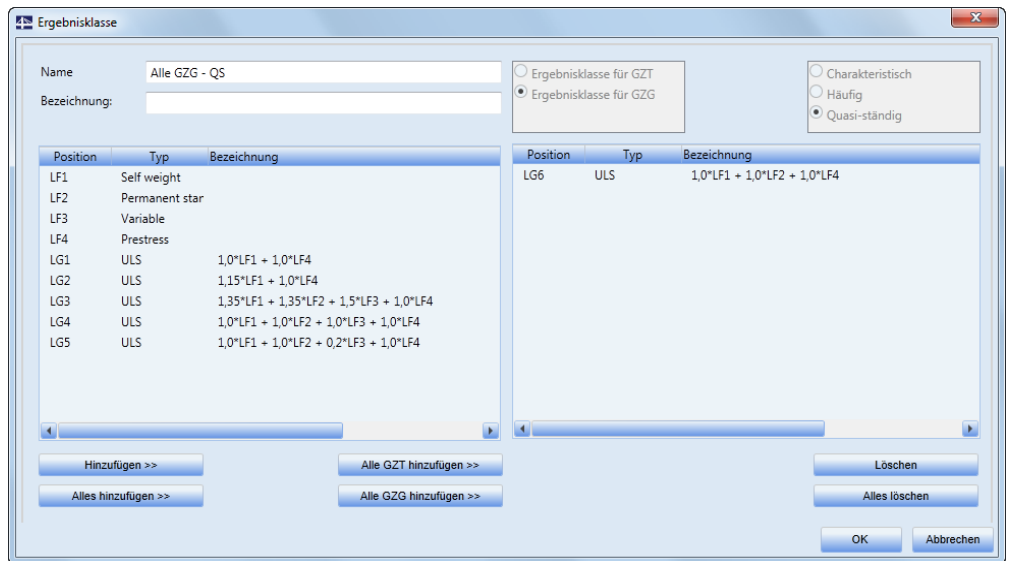 Ergebnisklasse
Name Alle GZG - QS
Bezeichnung:
Ergebnisklasse für GZT
Ergebnisklasse für GZG
Charakteristisch
Häufig
Quasi-ständig
Position Typ Bezeichnung
LF1 Self weight
LF2 Permanent star
LF3 Variable
LF4 Prestress
LG1 ULS 1,0*LF1 + 1,0*LF4
LG2 ULS 1,15*LF1 + 1,0*LF4
LG3 ULS 1,35*LF1 + 1,35*LF2 + 1,5*LF3 + 1,0*LF4
LG4 ULS 1,0*LF1 + 1,0*LF2 + 1,0*LF3 + 1,0*LF4
LG5 ULS 1,0*LF1 + 1,0*LF2 + 0,2*LF3 + 1,0*LF4
Position Typ Bezeichnung
LG6 ULS 1,0*LF1 + 1,0*LF2 + 1,0*LF4
Hinzufügen >> Alle GZT hinzufügen >> Löschen
Alles hinzufügen >> Alle GZG hinzufügen >> Alles löschen
OK Abbrechen